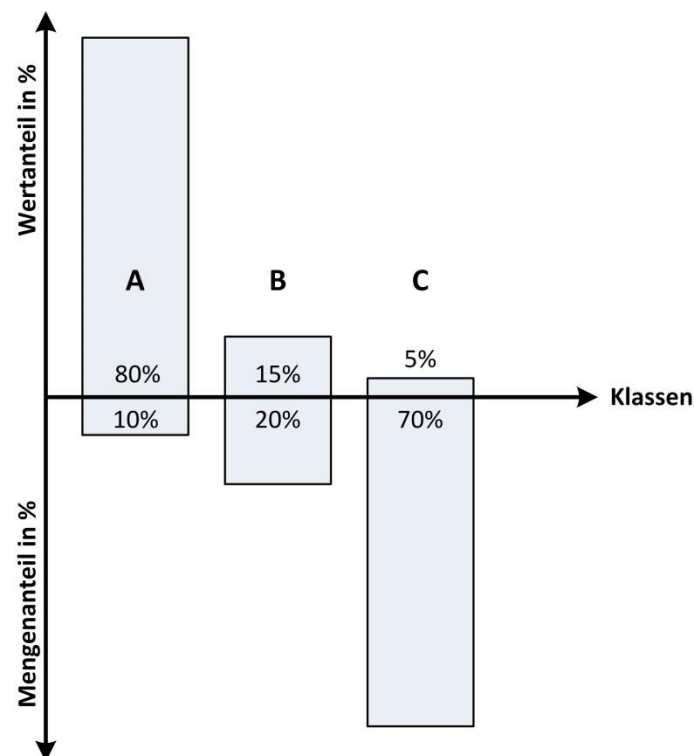 Wertanteil in %
A
B
C
80%
15%
5%
10%
20%
70%
Klassen
Mengenanteil in %